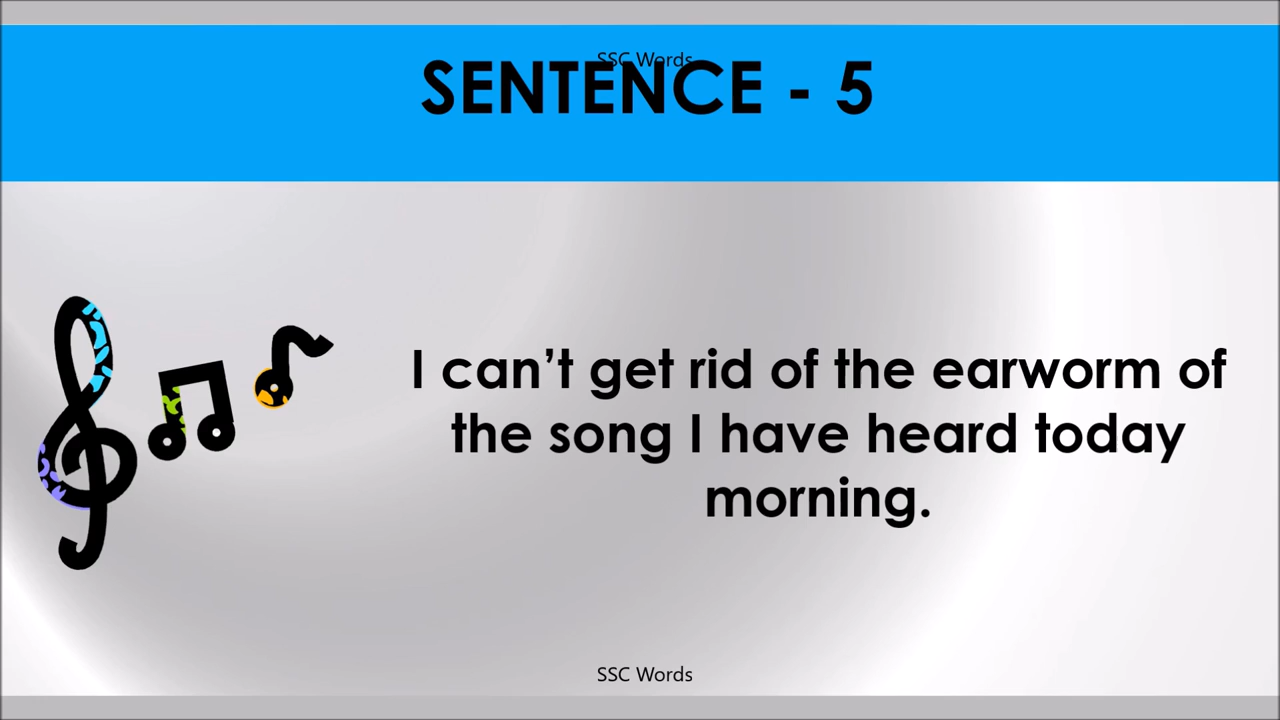 SSC Words
SENTENCE - 5
I can’t get rid of the earworm of
the song I have heard today
morning.
SSC Words